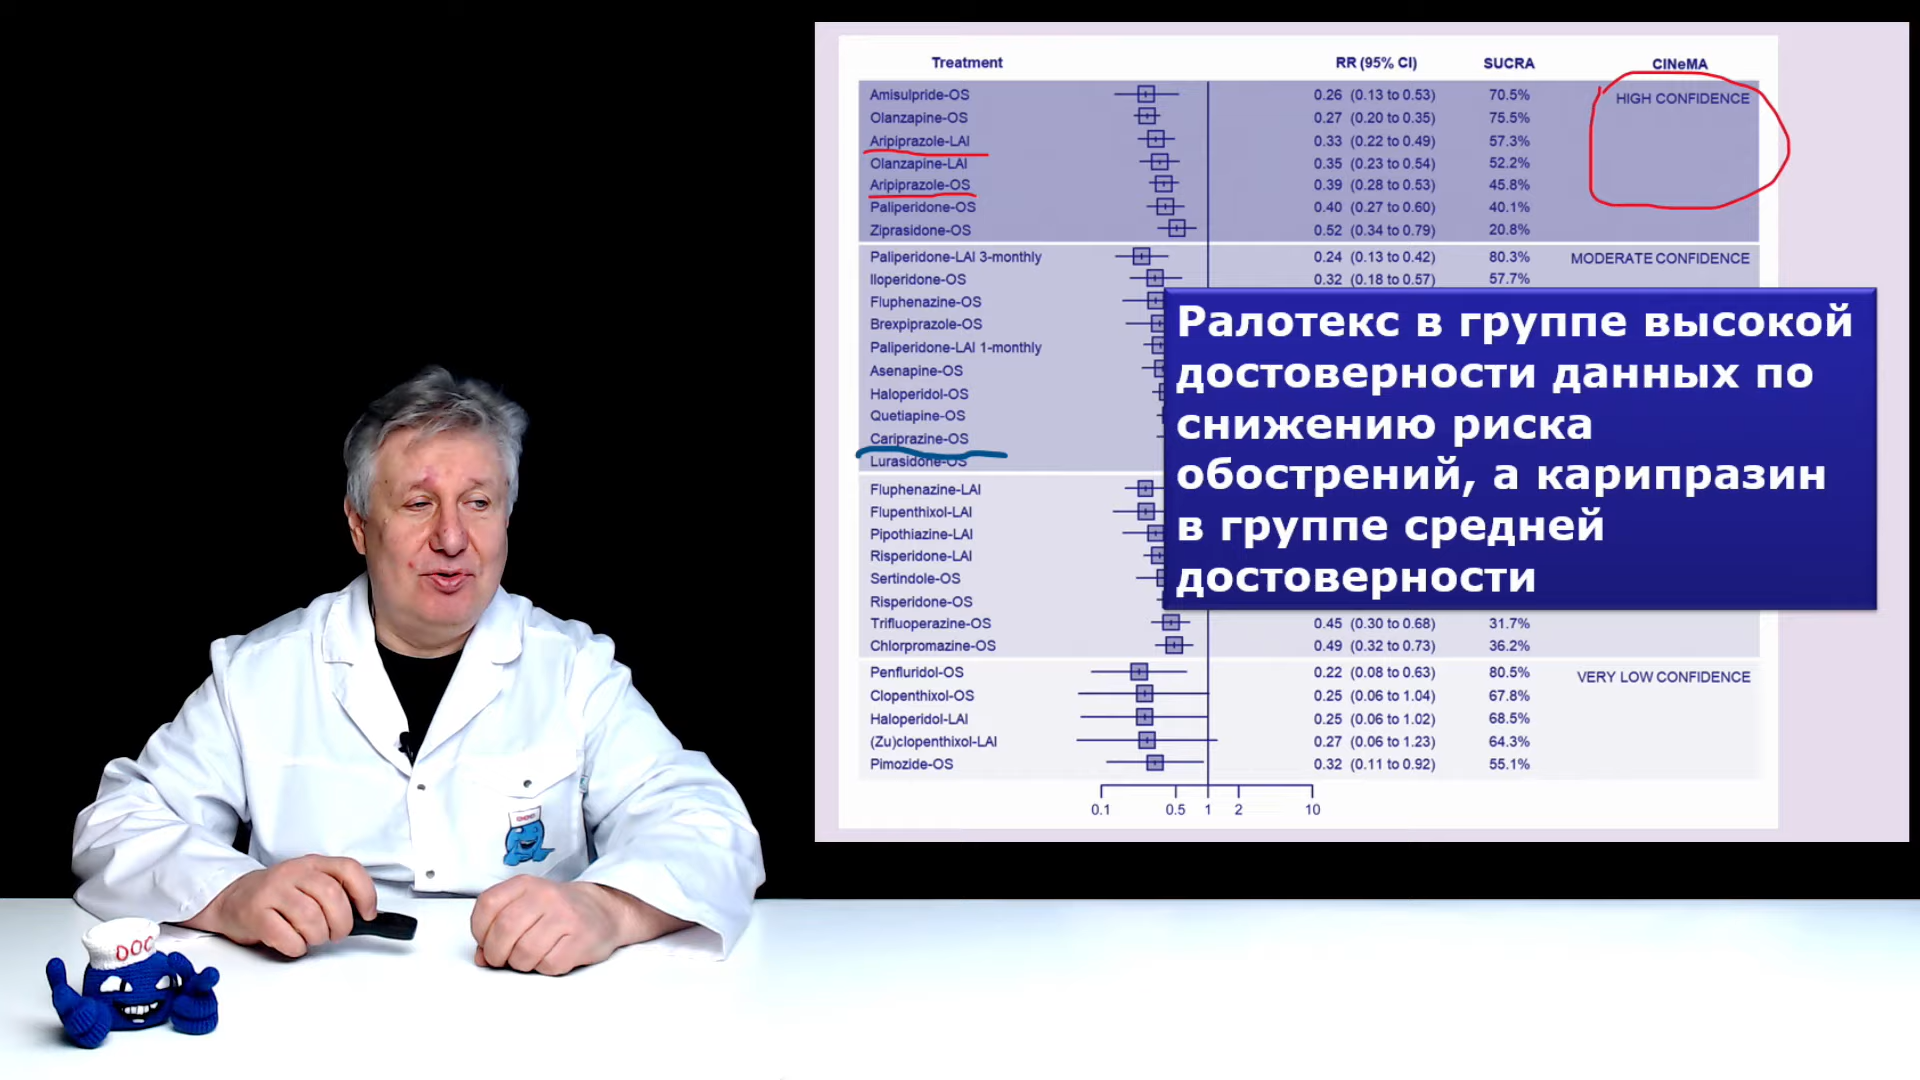 Treatment RR (95% CI) SUCRA CINeMA
Amisulpride-OS 0.26 (0.13 to 0.53) 70.5% HIGH CONFIDENCE
Olanzapine-OS 0.27 (0.20 to 0.35) 75.5%
Aripiprazole-LAI 0.33 (0.22 to 0.49) 57.3%
Olanzapine-LAI 0.35 (0.23 to 0.54) 52.2%
Aripiprazole-OS 0.39 (0.28 to 0.53) 45.8%
Paliperidone-OS 0.40 (0.27 to 0.60) 40.1%
Ziprasidone-OS 0.52 (0.34 to 0.79) 20.8%
Paliperidone-LAI 3-monthly 0.24 (0.13 to 0.42) 80.3% MODERATE CONFIDENCE
Iloperidone-OS 0.32 (0.18 to 0.57) 57.7%
Fluphenazine-OS
Brexpiprazole-OS
Paliperidone-LAI 1-monthly
Asenapine-OS
Haloperidol-OS
Quetiapine-OS
Cariprazine-OS
Lurasidone-OS
Fluphenazine-LAI
Flupenthixol-LAI
Pipothiazine-LAI
Risperidone-LAI
Sertindole-OS
Risperidone-OS
Trifluoperazine-OS 0.45 (0.30 to 0.68) 31.7%
Chlorpromazine-OS 0.49 (0.32 to 0.73) 36.2%
Penfluridol-OS 0.22 (0.08 to 0.63) 80.5% VERY LOW CONFIDENCE
Clopenthixol-OS 0.25 (0.06 to 1.04) 67.8%
Haloperidol-LAI 0.25 (0.06 to 1.02) 68.5%
(Zu)clopenthixol-LAI 0.27 (0.06 to 1.23) 64.3%
Pimozide-OS 0.32 (0.11 to 0.92) 55.1%
0.1 0.5 1 2 10
Ралотекс в группе высокой
достоверности данных по
снижению риска
обострений, а карипразин
в группе средней
достоверности
DOC